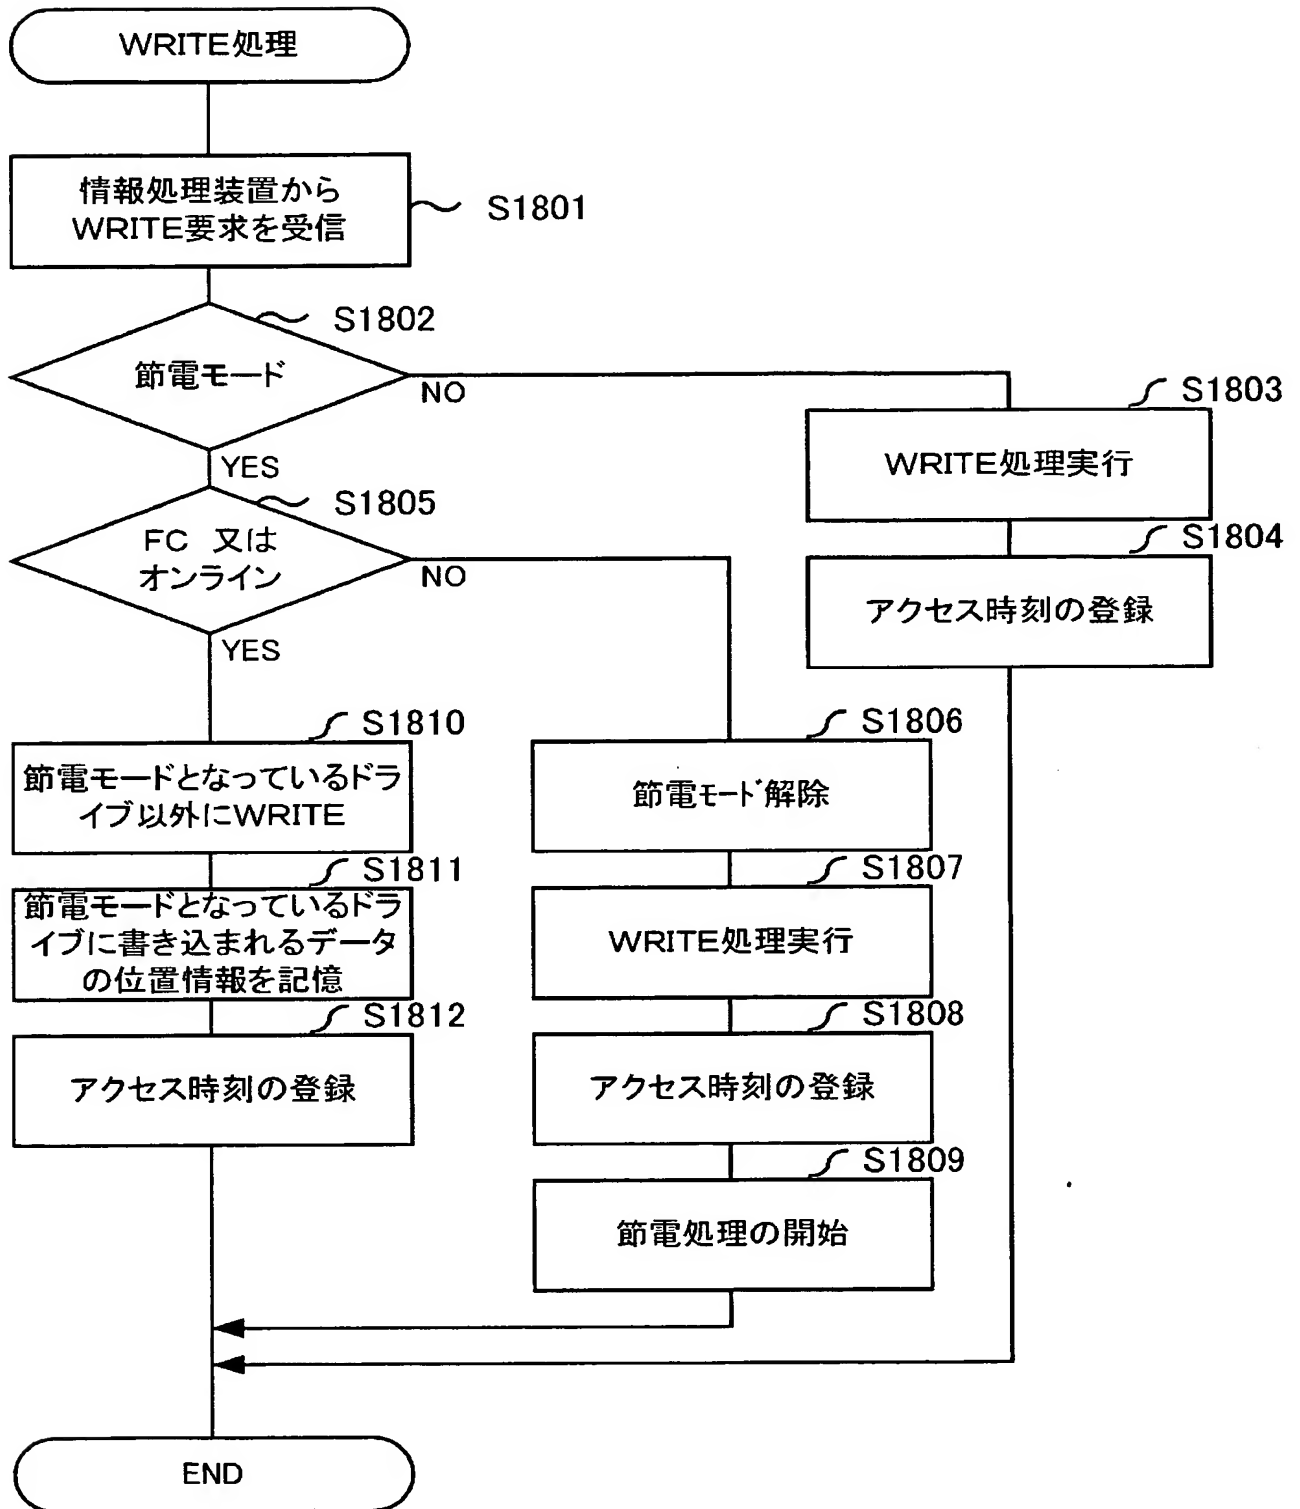 WRITE処理
情報処理装置から
WRITE要求を受信
S1801
S1802
節電モード
NO
YES
S1803
WRITE処理実行
S1804
アクセス時刻の登録
S1805
FC 又は
オンライン
NO
YES
S1810
節電モードとなっているドラ
イブ以外にWRITE
S1811
節電モードとなっているドラ
イブに書き込まれるデータ
の位置情報を記憶
S1812
アクセス時刻の登録
S1806
節電ﾓｰﾄﾞ解除
S1807
WRITE処理実行
S1808
アクセス時刻の登録
S1809
節電処理の開始
END